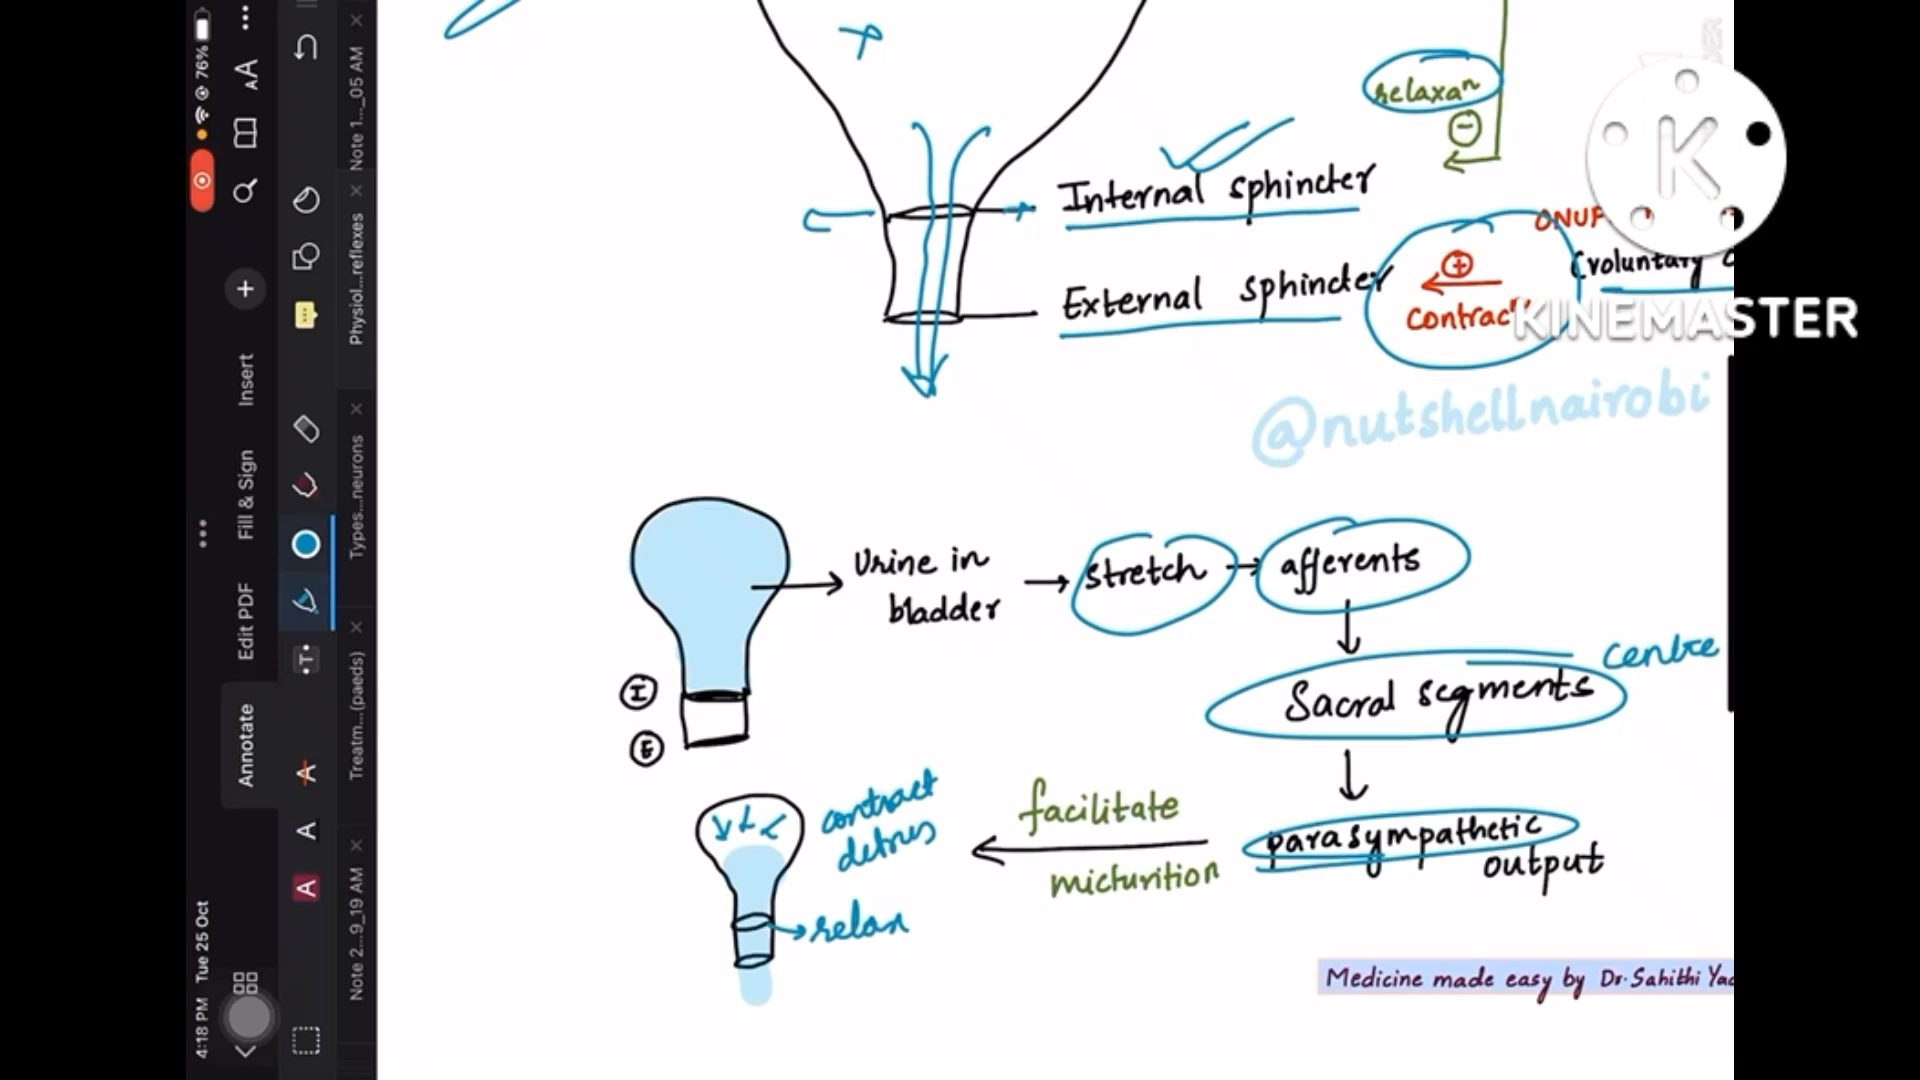 relaxaⁿ
Internal sphincter
ONUF
External sphincter
contrac
(voluntary
KINEMASTER
@nutshellnairobi
Urine in
bladder
stretch
afferents
centre
Sacral segments
I
E
contract
detrus
facilitate
micturition
parasympathetic
output
relax
Medicine made easy by Dr. Sahithi
4:18 PM Tue 25 Oct
76%
Annotate
Edit PDF
Fill & Sign
Insert
AA
Note 2...9_19 AM
Treatm...(paeds)
Types...neurons
Physiol...reflexes
Note 1..._05 AM